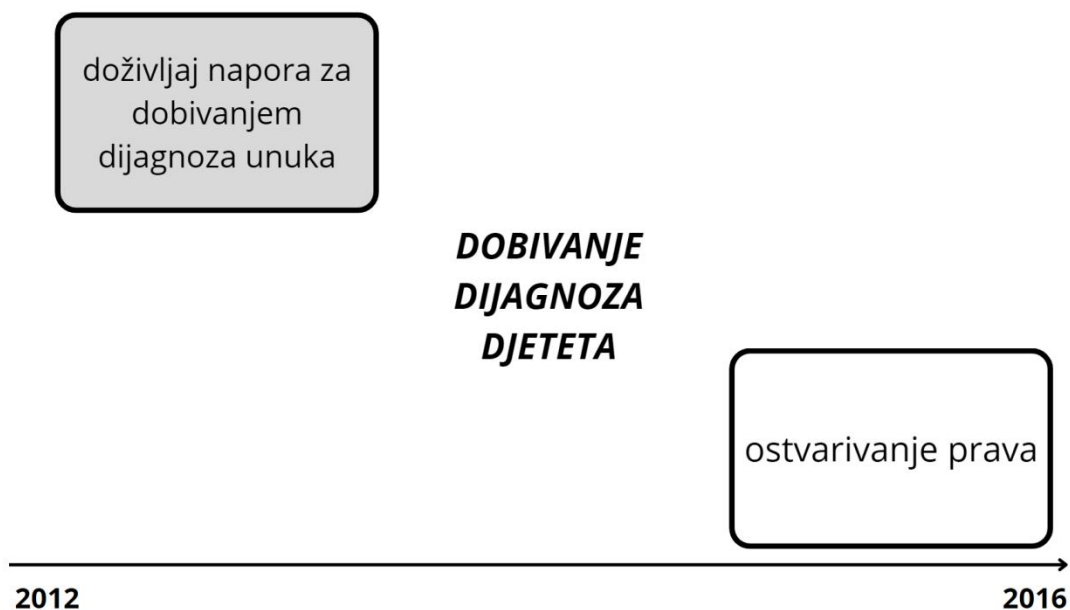 doživljaj napora za
dobivanjem
dijagnoza unuka
DOBIVANJE
DIJAGNOZA
DJETETA
ostvarivanje prava
2012
2016